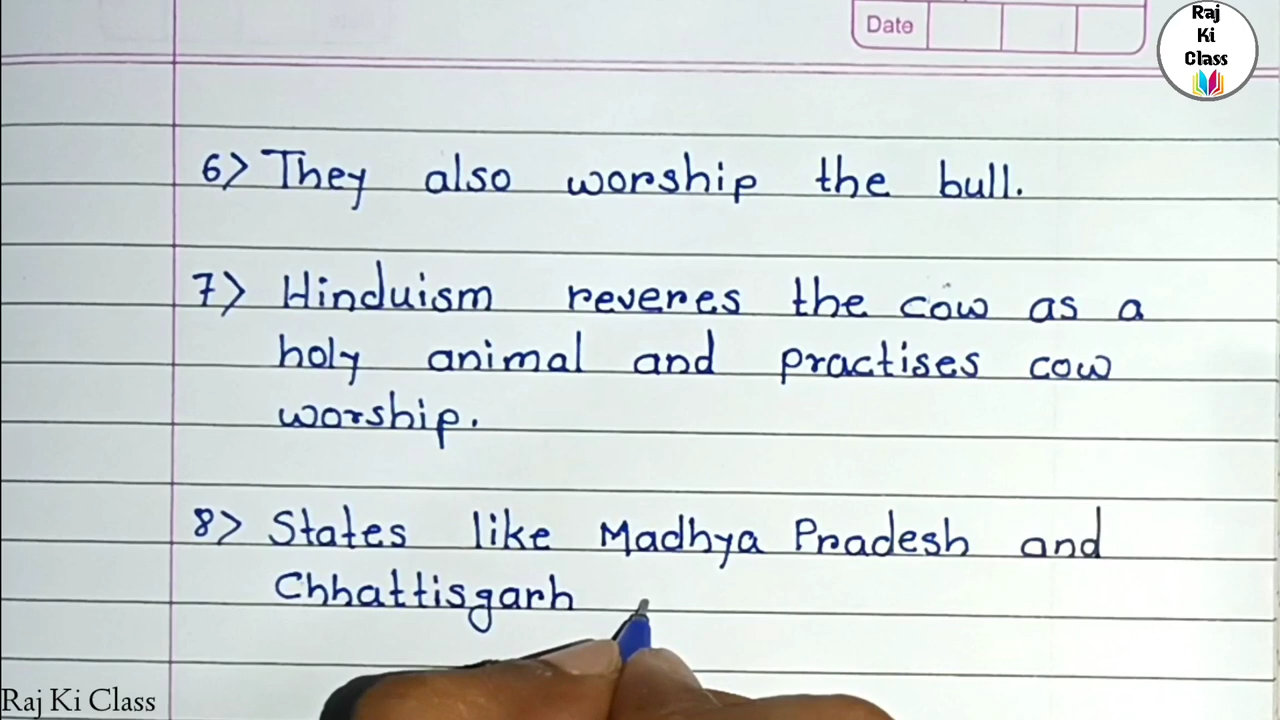 Date
Raj
Ki
Class
6> They also worship the bull.
7> Hinduism reveres the cow as a
holy animal and practises cow
worship.
8> States like Madhya Pradesh and
Chhattisgarh
Raj Ki Class